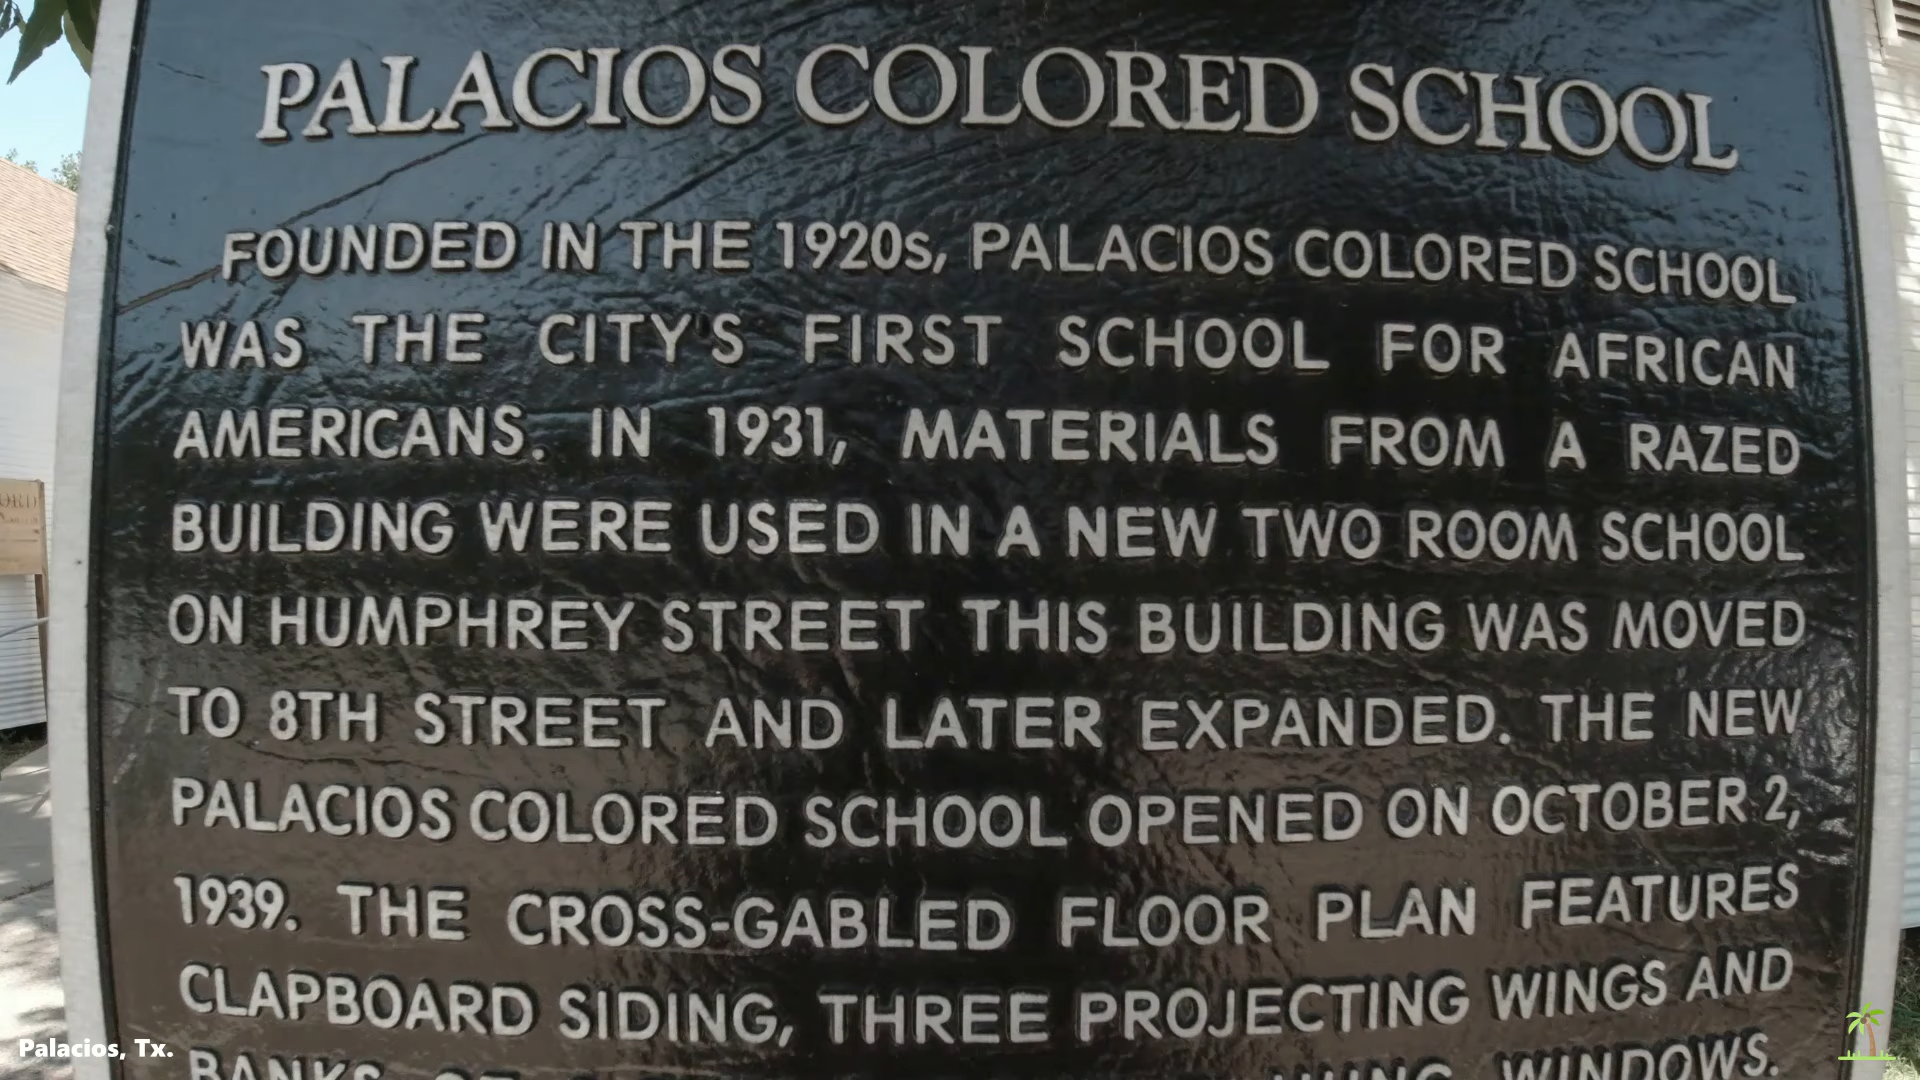 PALACIOS COLORED SCHOOL
FOUNDED IN THE 1920s, PALACIOS COLORED SCHOOL
WAS THE CITY'S FIRST SCHOOL FOR AFRICAN
AMERICANS. IN 1931, MATERIALS FROM A RAZED
BUILDING WERE USED IN A NEW TWO ROOM SCHOOL
ON HUMPHREY STREET THIS BUILDING WAS MOVED
TO 8TH STREET AND LATER EXPANDED. THE NEW
PALACIOS COLORED SCHOOL OPENED ON OCTOBER 2,
1939. THE CROSS-GABLED FLOOR PLAN FEATURES
CLAPBOARD SIDING, THREE PROJECTING WINGS AND
BANKS OF HUNG WINDOWS.
Palacios, Tx.